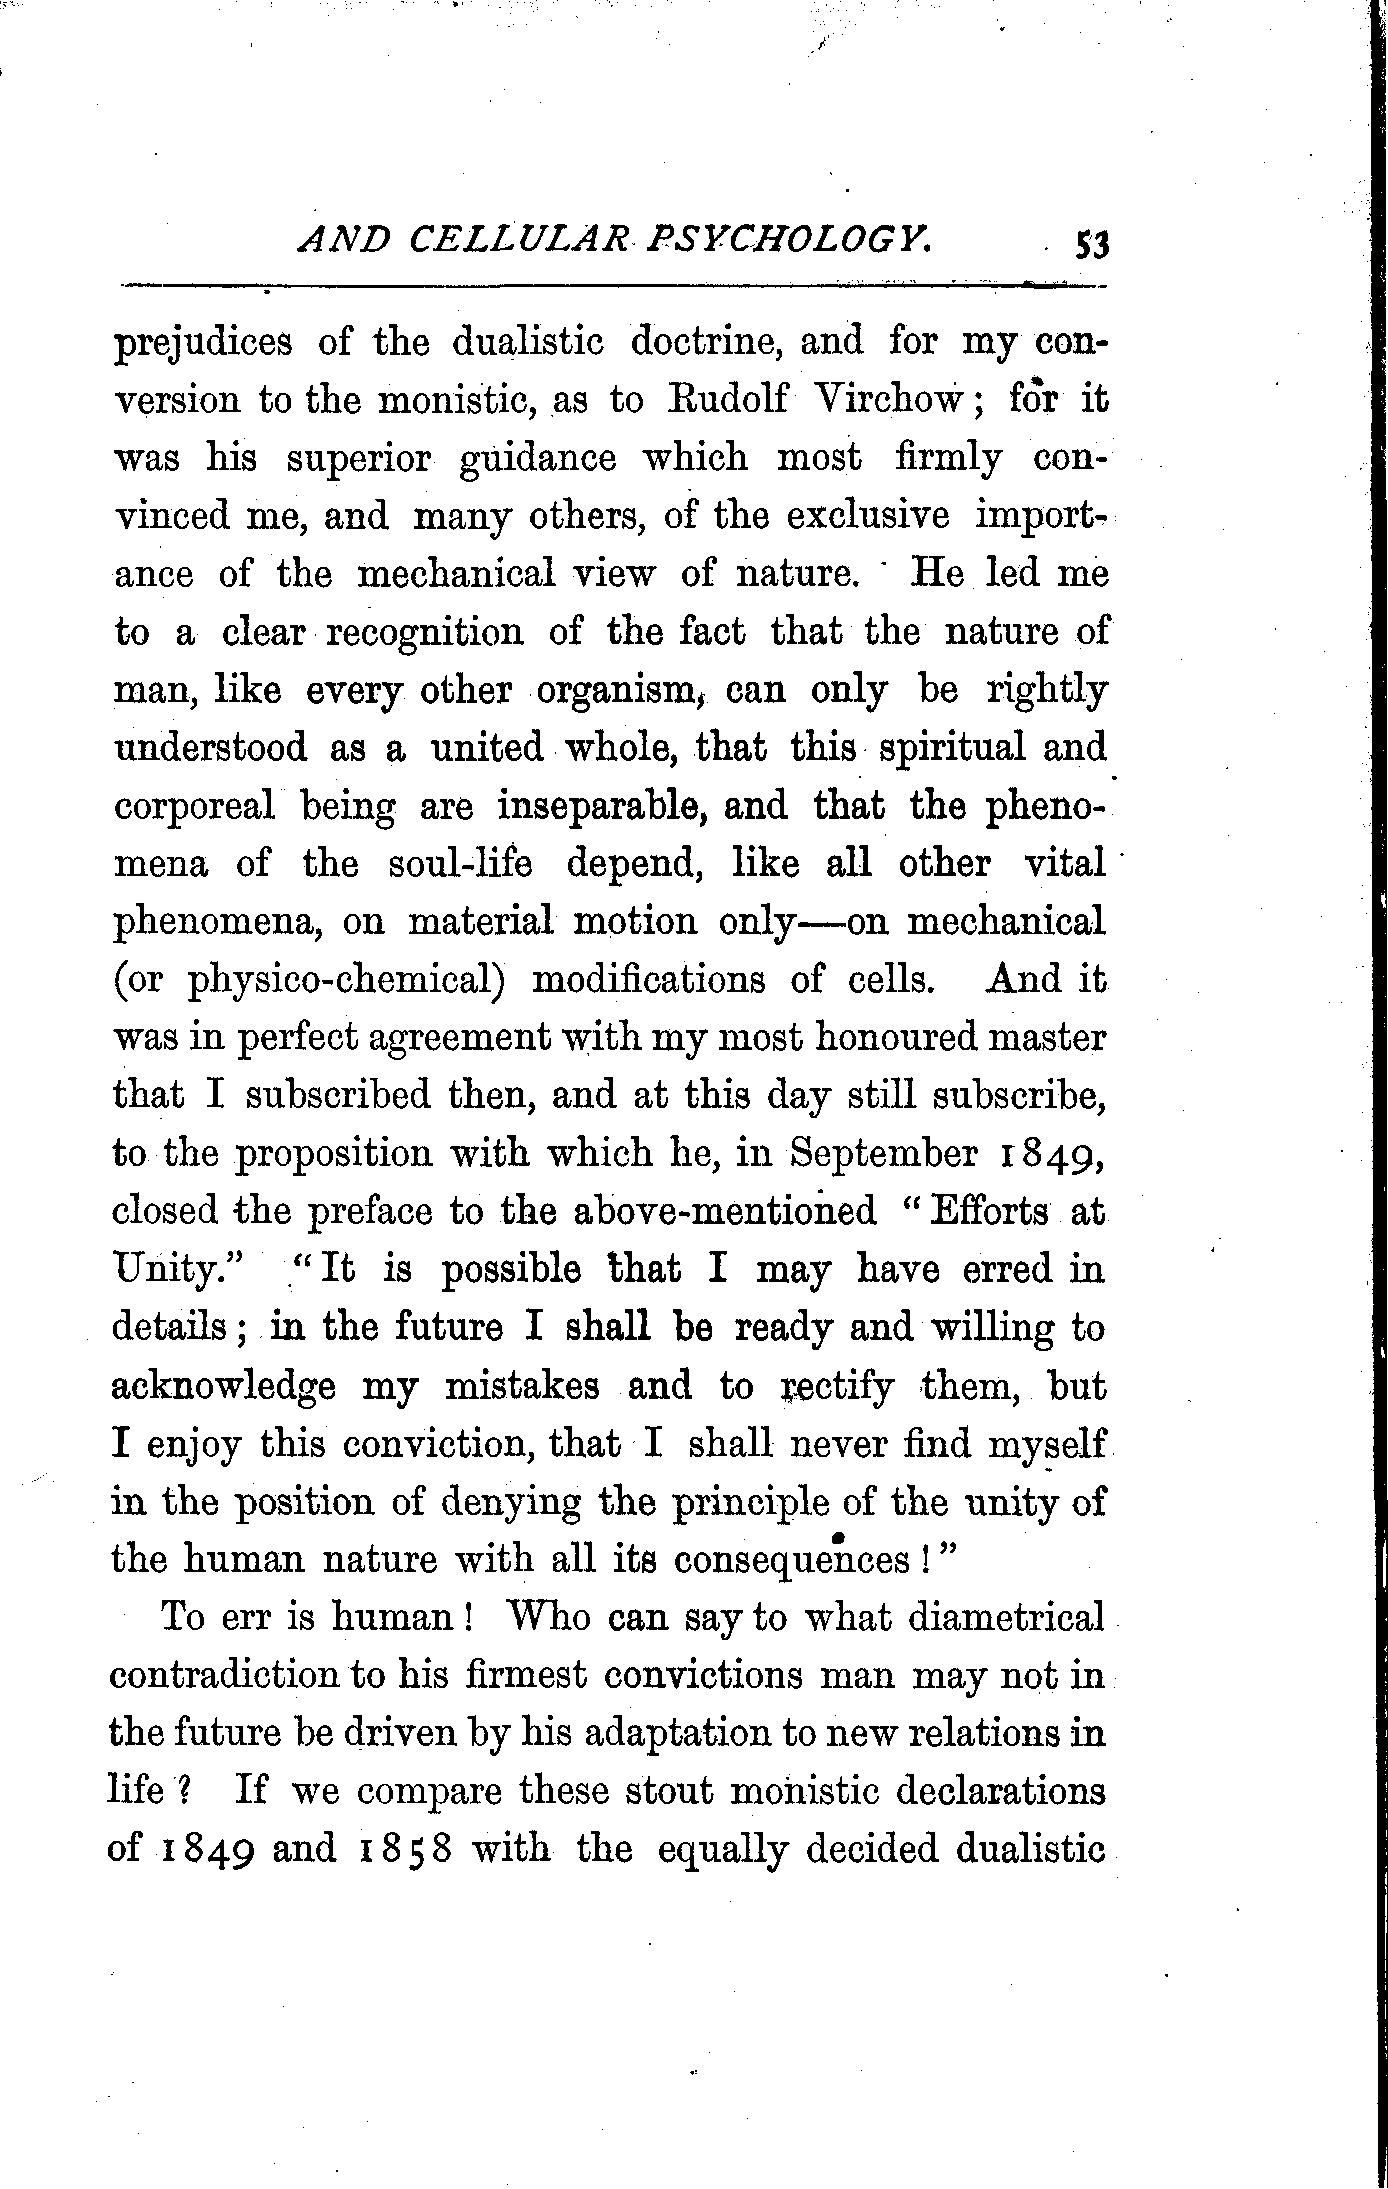 AND CELLULAR PSYCHOLOGY. 53
prejudices of the dualistic doctrine, and for my con-
version to the monistic, as to Rudolf Virchow; for it
was his superior guidance which most firmly con-
vinced me, and many others, of the exclusive import-
ance of the mechanical view of nature. He led me
to a clear recognition of the fact that the nature of
man, like every other organism, can only be rightly
understood as a united whole, that this spiritual and
corporeal being are inseparable, and that the pheno-
mena of the soul-life depend, like all other vital
phenomena, on material motion only—on mechanical
(or physico-chemical) modifications of cells. And it
was in perfect agreement with my most honoured master
that I subscribed then, and at this day still subscribe,
to the proposition with which he, in September 1849,
closed the preface to the above-mentioned "Efforts at
Unity." "It is possible that I may have erred in
details; in the future I shall be ready and willing to
acknowledge my mistakes and to rectify them, but
I enjoy this conviction, that I shall never find myself
in the position of denying the principle of the unity of
the human nature with all its consequences!"
To err is human! Who can say to what diametrical
contradiction to his firmest convictions man may not in
the future be driven by his adaptation to new relations in
life? If we compare these stout monistic declarations
of 1849 and 1858 with the equally decided dualistic